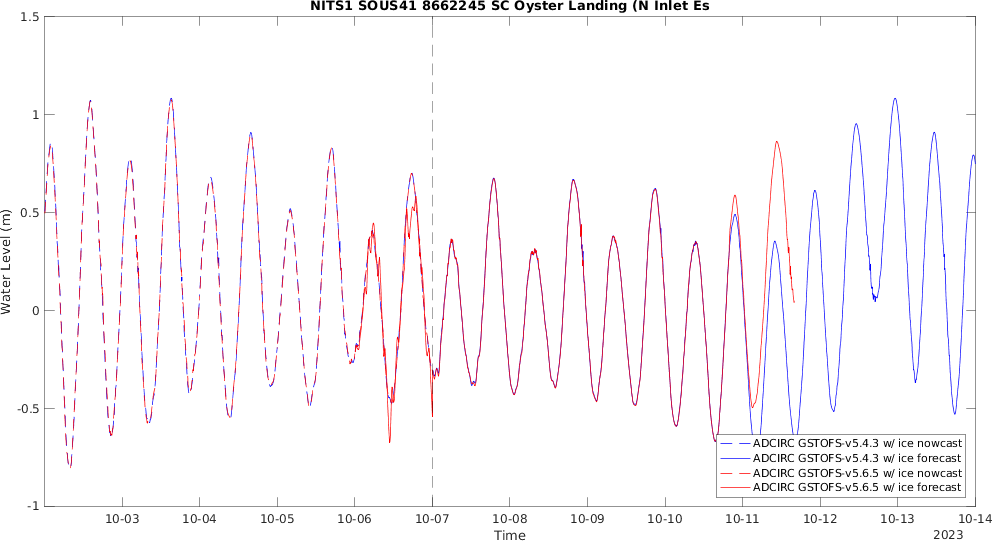 NITS1 SOUS41 8662245 SC Oyster Landing (N Inlet Es
1.5
1
0.5
0
-0.5
-1
Water Level (m)
10-03 10-04 10-05 10-06 10-07 10-08 10-09 10-10 10-11 10-12 10-13 10-14
Time
2023
ADCIRC GSTOFS-v5.4.3 w/ ice nowcast
ADCIRC GSTOFS-v5.4.3 w/ ice forecast
ADCIRC GSTOFS-v5.6.5 w/ ice nowcast
ADCIRC GSTOFS-v5.6.5 w/ ice forecast